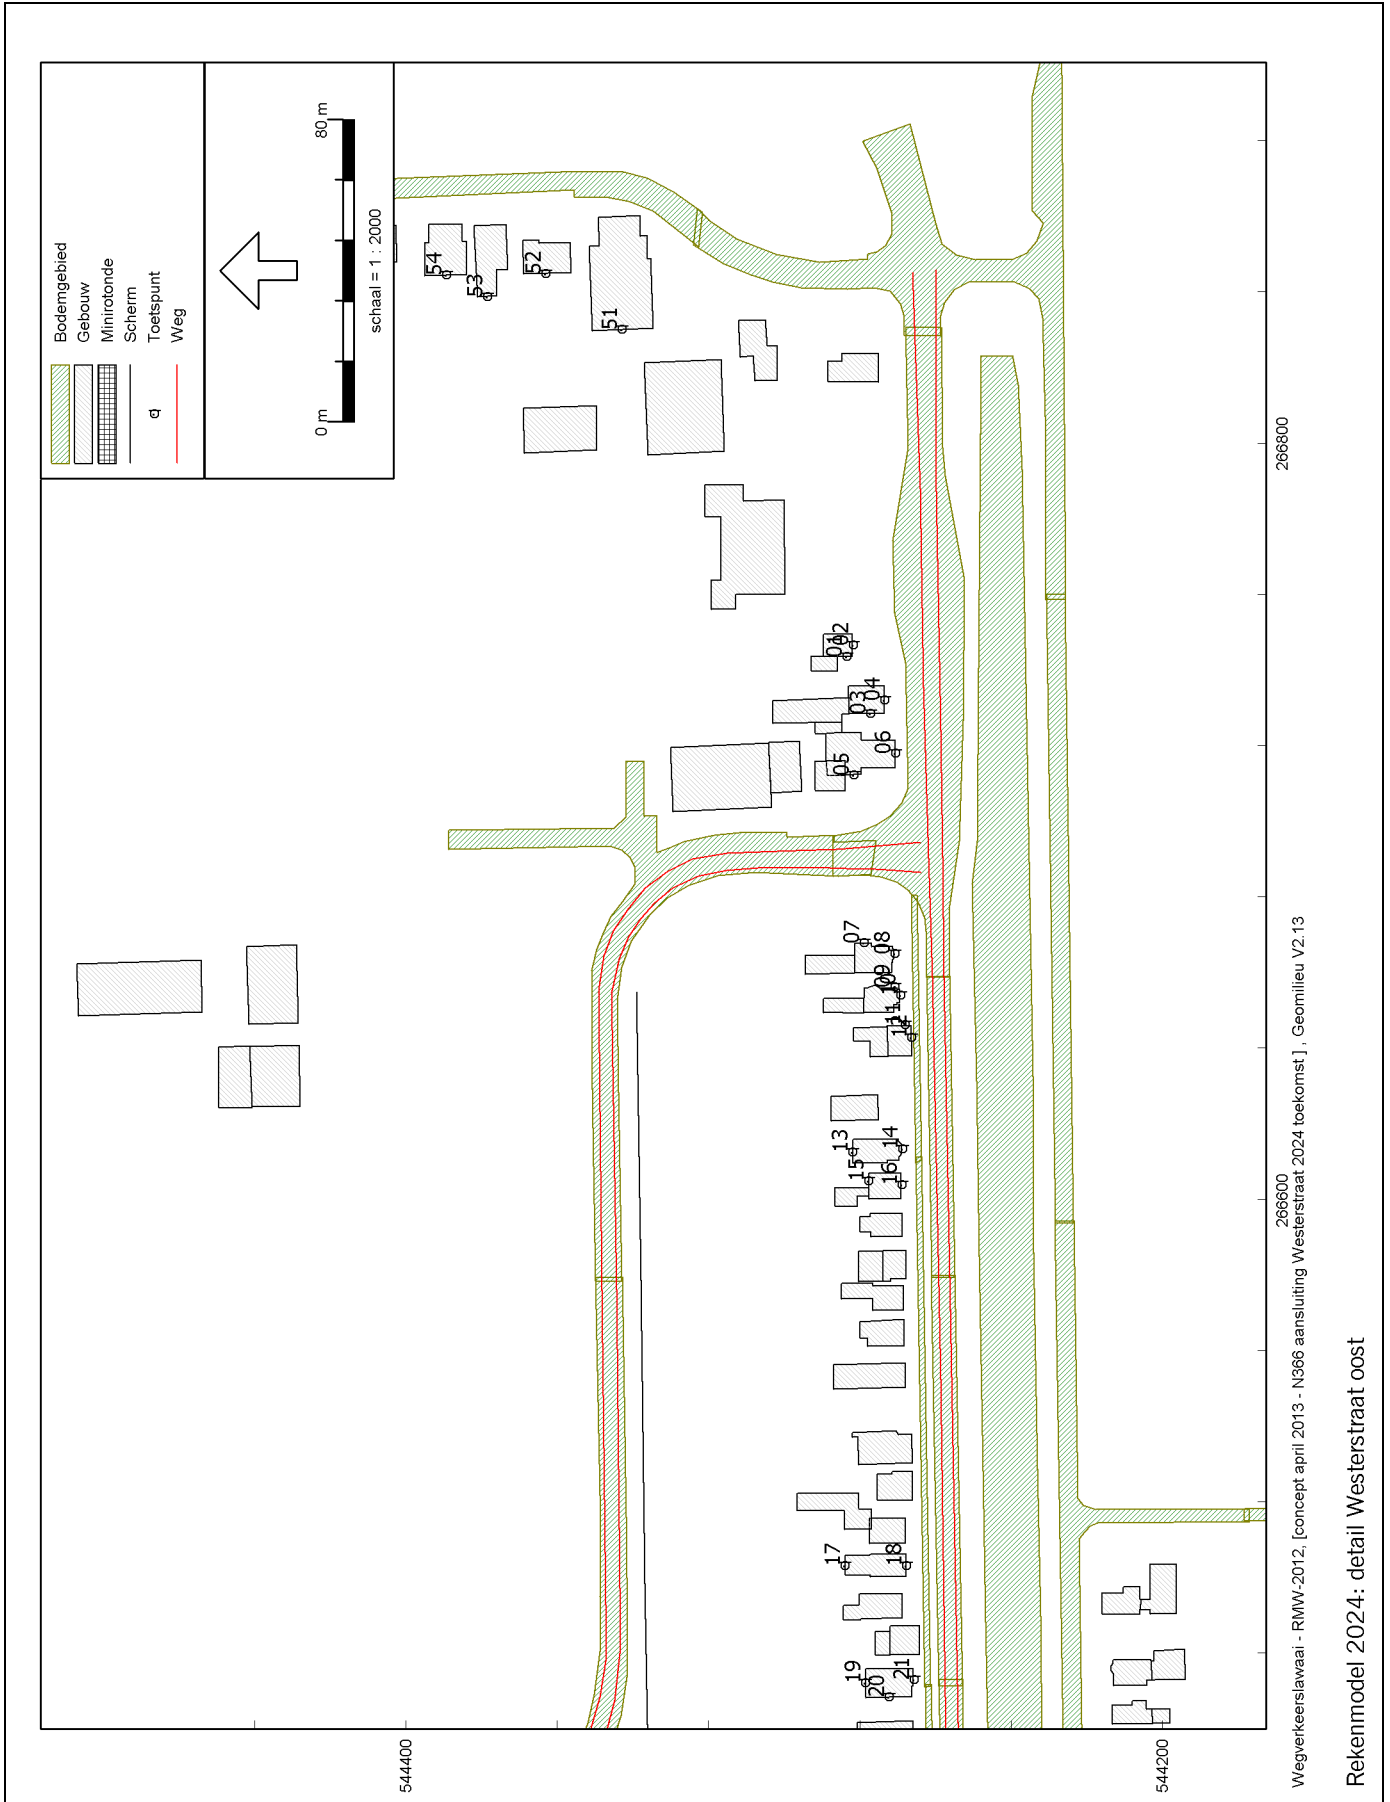 Bodemgebied
Gebouw
Minirotonde
Scherm
Toetspunt
Weg
0 m
80 m
schaal = 1 : 2000
54
53
52
51
01
02
03
04
05
06
07
08
09
10
11
12
13
14
15
16
17
18
19
20
21
544400
544200
266600
266800
Wegverkeerslawaai - RMW-2012, [concept april 2013 - N366 aansluiting Westerstraat 2024 toekomst] , Geomilieu V2.13
Rekenmodel 2024: detail Westerstraat oost